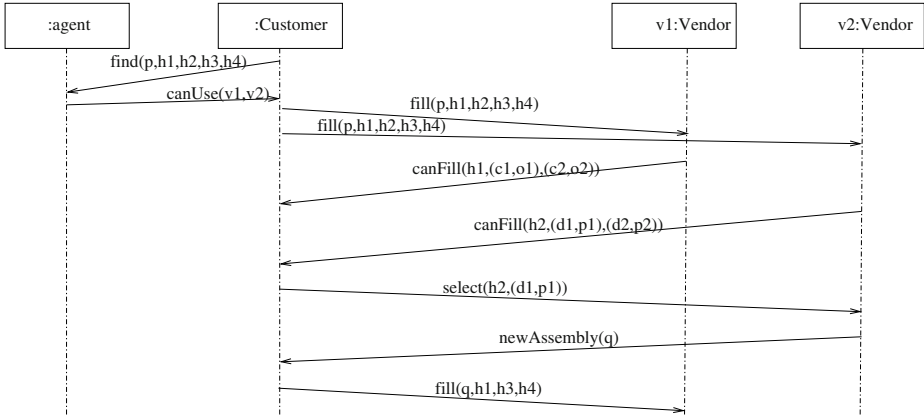 :agent
:Customer
v1:Vendor
v2:Vendor
find(p,h1,h2,h3,h4)
canUse(v1,v2)
fill(p,h1,h2,h3,h4)
fill(p,h1,h2,h3,h4)
canFill(h1,(c1,o1),(c2,o2))
canFill(h2,(d1,p1),(d2,p2))
select(h2,(d1,p1))
newAssembly(q)
fill(q,h1,h3,h4)